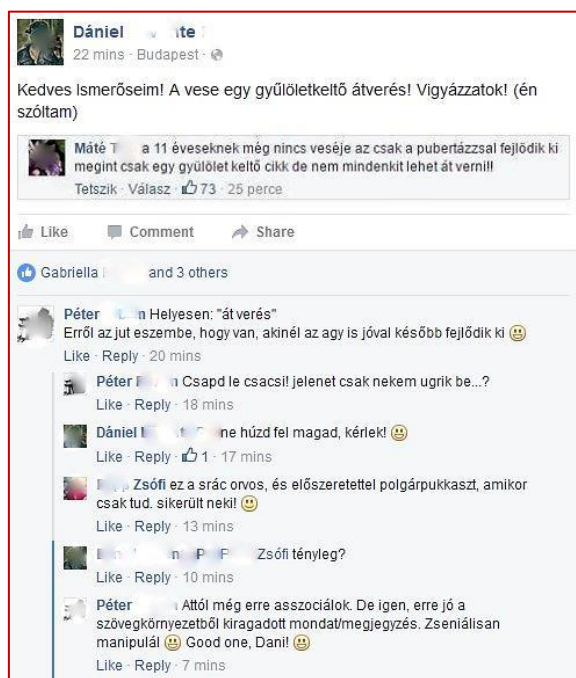 Dániel
22 mins · Budapest ·
Kedves Ismerőseim! A vese egy gyűlöletkeltő átverés! Vigyázzatok! (én
szóltam)
Máté T a 11 éveseknek még nincs veséje az csak a pubertázzsal fejlödik ki
megint csak egy gyülölet keltő cikk de nem mindenkit lehet át verni!!
Tetszik · Válasz · 73 · 25 perce
Like Comment Share
Gabriella and 3 others
Péter n Helyesen: "át verés"
Erről az jut eszembe, hogy van, akinél az agy is jóval később fejlődik ki
Like · Reply · 20 mins
Péter n Csapd le csacsi! jelenet csak nekem ugrik be...?
Like · Reply · 18 mins
Dániel ne húzd fel magad, kérlek!
Like · Reply · 1 · 17 mins
Zsófi ez a srác orvos, és előszeretettel polgárpukkaszt, amikor
csak tud. sikerült neki!
Like · Reply · 13 mins
Zsófi tényleg?
Like · Reply · 10 mins
Péter Attól még erre asszociálok. De igen, erre jó a
szövegkörnyezetből kiragadott mondat/megjegyzés. Zseniálisan
manipulál Good one, Dani!
Like · Reply · 7 mins